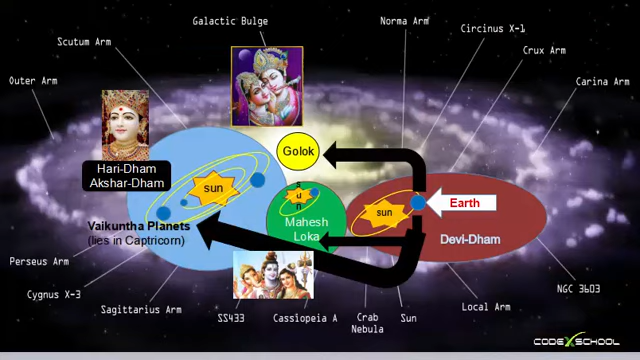 Galactic Bulge
Norma Arm
Circinus X-1
Scutum Arm
Crux Arm
Outer Arm
Carina Arm
Golok
Hari-Dham
Akshar-Dham
sun
sun
sun
Earth
Mahesh
Loka
Vaikuntha Planets
(lies in Captricorn)
Devi-Dham
Perseus Arm
Cygnus X-3
Sagittarius Arm
SS433
Cassiopeia A
Crab
Nebula
Sun
Local Arm
NGC 3603
CODEXSCHOOL